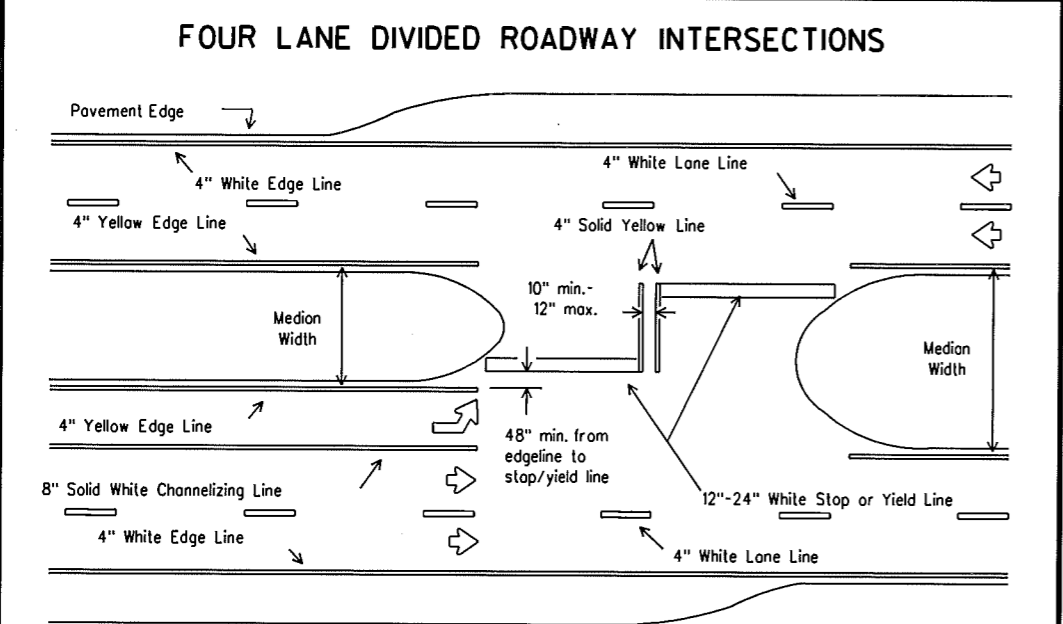 FOUR LANE DIVIDED ROADWAY INTERSECTIONS
Pavement Edge
4" White Lane Line
4" White Edge Line
4" Yellow Edge Line
4" Solid Yellow Line
10" min.-
12" max.
Median
Width
Median
Width
4" Yellow Edge Line
48" min. from
edgeline to
stop/yield line
8" Solid White Channelizing Line
12"-24" White Stop or Yield Line
4" White Edge Line
4" White Lane Line